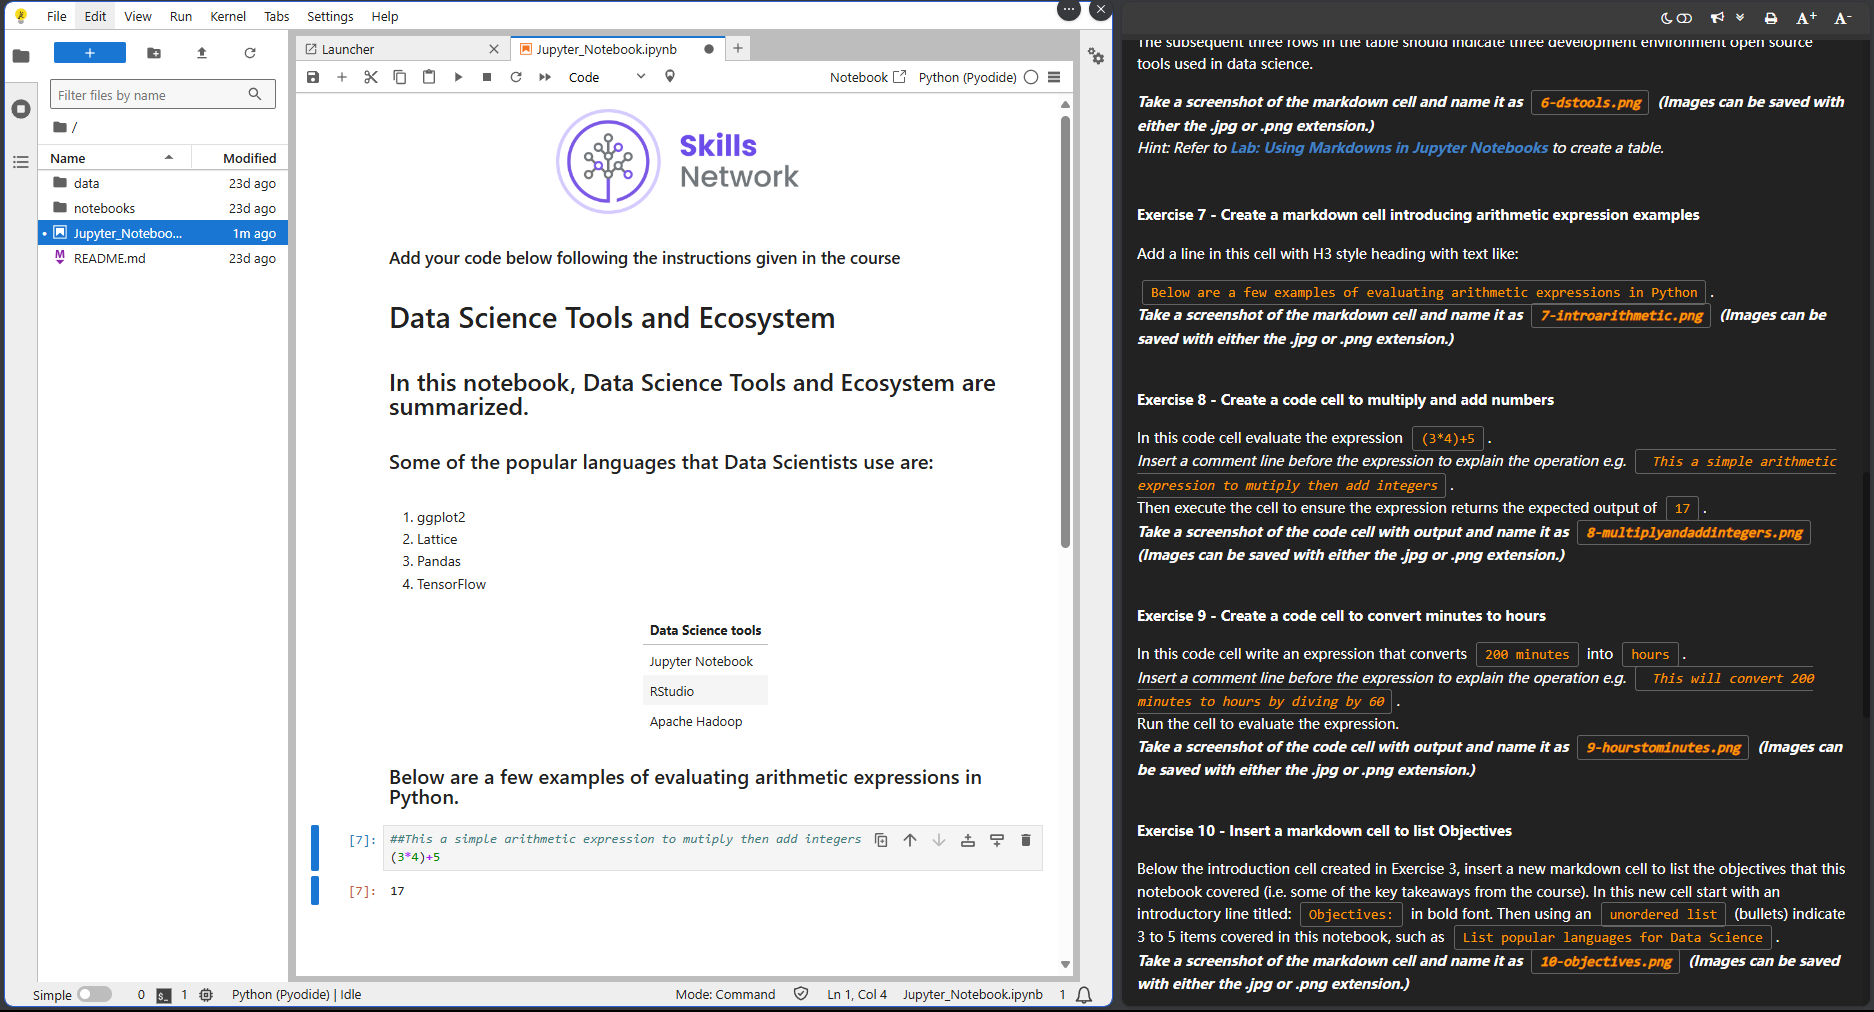 File Edit View Run Kernel Tabs Settings Help
Filter files by name
/
Name Modified
data 23d ago
notebooks 23d ago
Jupyter_Noteboo... 1m ago
README.md 23d ago
Launcher
Jupyter_Notebook.ipynb
Code
Notebook
Python (Pyodide)
Skills
Network
Add your code below following the instructions given in the course
Data Science Tools and Ecosystem
In this notebook, Data Science Tools and Ecosystem are
summarized.
Some of the popular languages that Data Scientists use are:
1. ggplot2
2. Lattice
3. Pandas
4. TensorFlow
Data Science tools
Jupyter Notebook
RStudio
Apache Hadoop
Below are a few examples of evaluating arithmetic expressions in
Python.
[7]: ##This a simple arithmetic expression to mutiply then add integers
(3*4)+5
[7]: 17
Simple 0 $_ 1 Python (Pyodide) | Idle Mode: Command Ln 1, Col 4 Jupyter_Notebook.ipynb 1
A+ A-
The subsequent three rows in the table should indicate three development environment open source
tools used in data science.
Take a screenshot of the markdown cell and name it as 6-dstools.png (Images can be saved with
either the .jpg or .png extension.)
Hint: Refer to Lab: Using Markdowns in Jupyter Notebooks to create a table.
Exercise 7 - Create a markdown cell introducing arithmetic expression examples
Add a line in this cell with H3 style heading with text like:
Below are a few examples of evaluating arithmetic expressions in Python .
Take a screenshot of the markdown cell and name it as 7-introarithmetic.png (Images can be
saved with either the .jpg or .png extension.)
Exercise 8 - Create a code cell to multiply and add numbers
In this code cell evaluate the expression (3*4)+5 .
Insert a comment line before the expression to explain the operation e.g. This a simple arithmetic
expression to mutiply then add integers .
Then execute the cell to ensure the expression returns the expected output of 17 .
Take a screenshot of the code cell with output and name it as 8-multiplyandaddintegers.png
(Images can be saved with either the .jpg or .png extension.)
Exercise 9 - Create a code cell to convert minutes to hours
In this code cell write an expression that converts 200 minutes into hours .
Insert a comment line before the expression to explain the operation e.g. This will convert 200
minutes to hours by diving by 60 .
Run the cell to evaluate the expression.
Take a screenshot of the code cell with output and name it as 9-hourstominutes.png (Images can
be saved with either the .jpg or .png extension.)
Exercise 10 - Insert a markdown cell to list Objectives
Below the introduction cell created in Exercise 3, insert a new markdown cell to list the objectives that this
notebook covered (i.e. some of the key takeaways from the course). In this new cell start with an
introductory line titled: Objectives: in bold font. Then using an unordered list (bullets) indicate
3 to 5 items covered in this notebook, such as List popular languages for Data Science .
Take a screenshot of the markdown cell and name it as 10-objectives.png (Images can be saved
with either the .jpg or .png extension.)